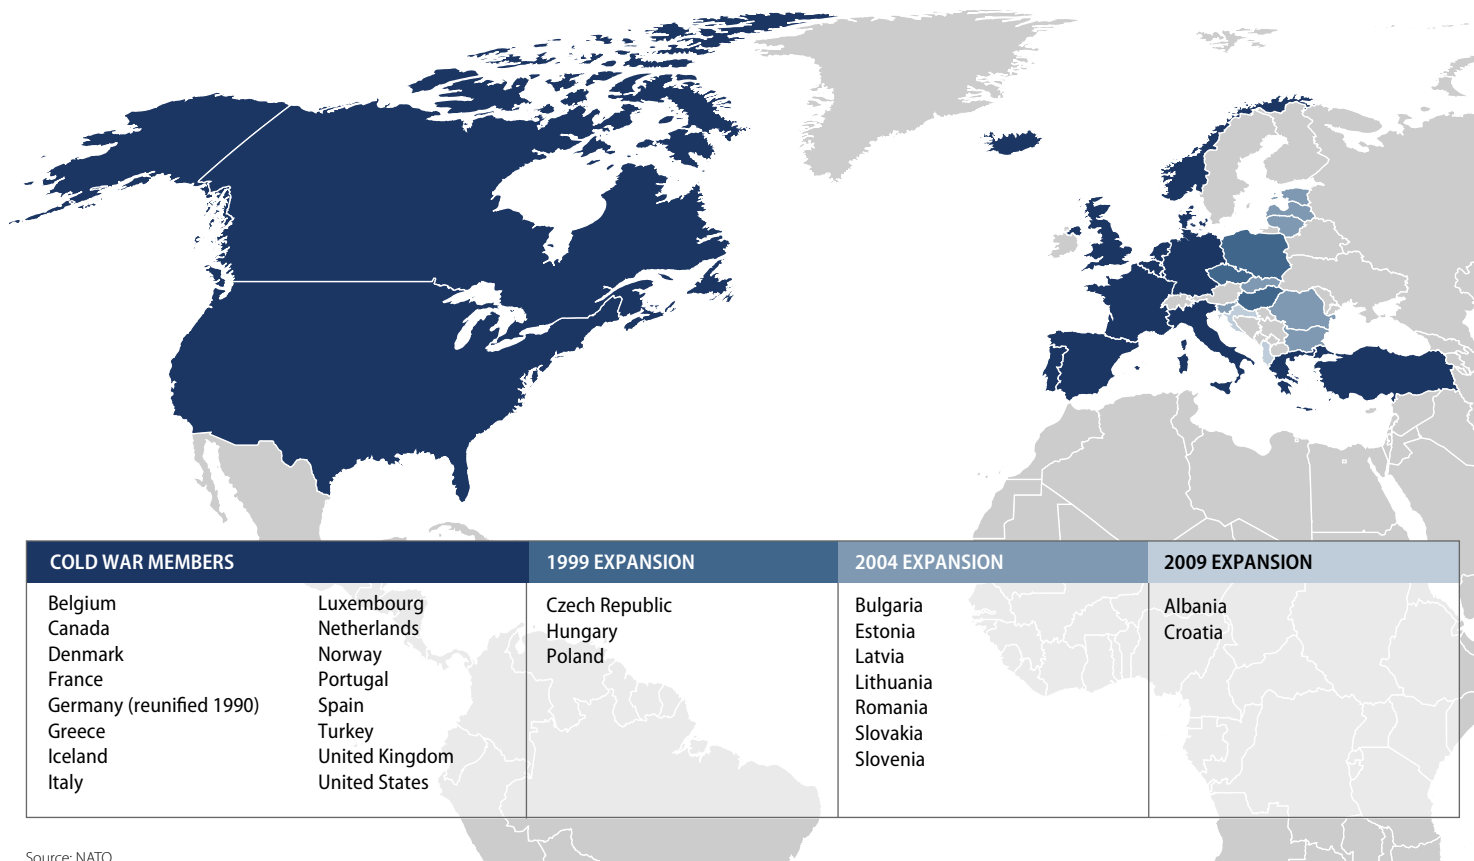 COLD WAR MEMBERS
Belgium
Canada
Denmark
France
Germany (reunified 1990)
Greece
Iceland
Italy
Luxembourg
Netherlands
Norway
Portugal
Spain
Turkey
United Kingdom
United States
1999 EXPANSION
Czech Republic
Hungary
Poland
2004 EXPANSION
Bulgaria
Estonia
Latvia
Lithuania
Romania
Slovakia
Slovenia
2009 EXPANSION
Albania
Croatia
Source: NATO